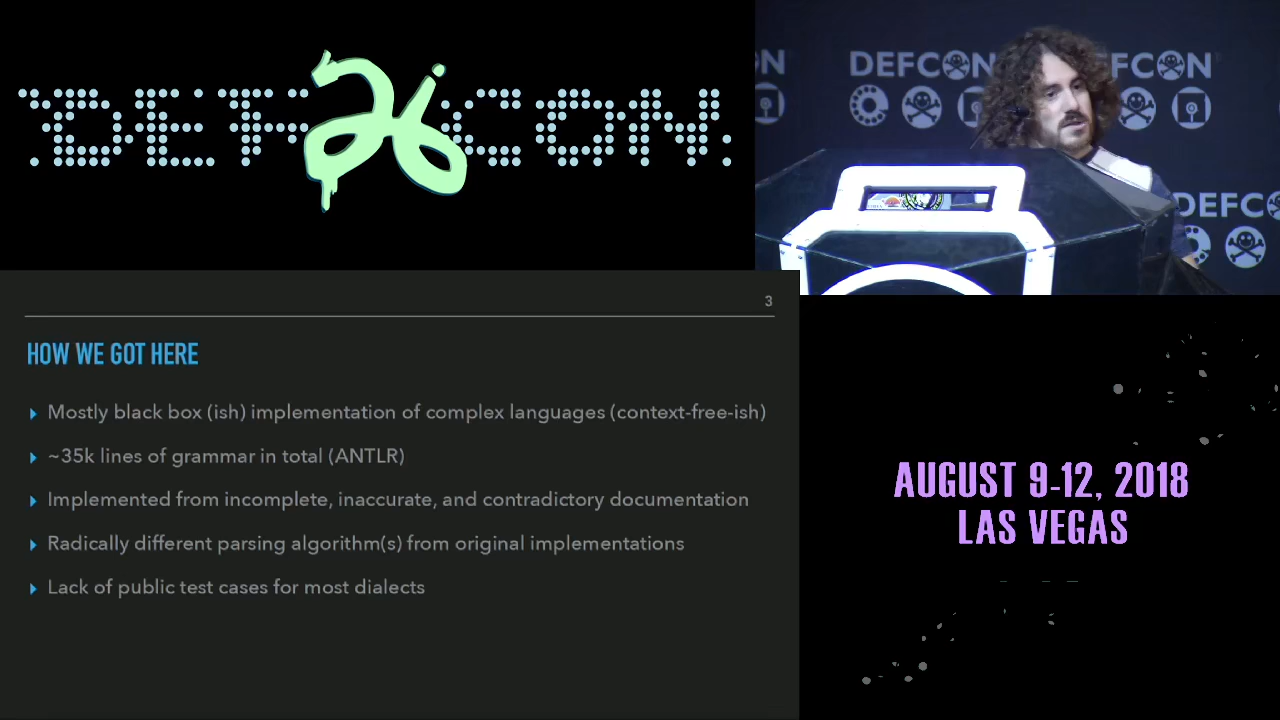 DEF 26 CON
DEFCON
DEFCON
DEFCON
3
HOW WE GOT HERE
Mostly black box (ish) implementation of complex languages (context-free-ish)
~35k lines of grammar in total (ANTLR)
Implemented from incomplete, inaccurate, and contradictory documentation
Radically different parsing algorithm(s) from original implementations
Lack of public test cases for most dialects
AUGUST 9-12, 2018
LAS VEGAS